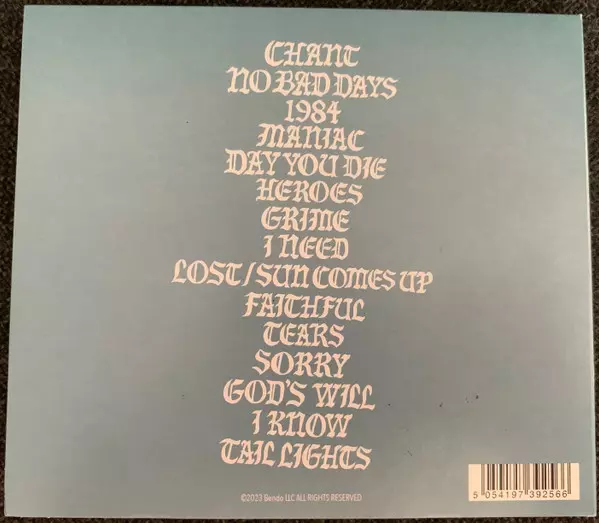 CHANT
NO BAD DAYS
1984
MANIAC
DAY YOU DIE
HEROES
GRIME
I NEED
LOST/SUN COMES UP
FAITHFUL
TEARS
SORRY
GOD'S WILL
I KNOW
TAIL LIGHTS
©2023 Bendo LLC ALL RIGHTS RESERVED
5 054197 392566